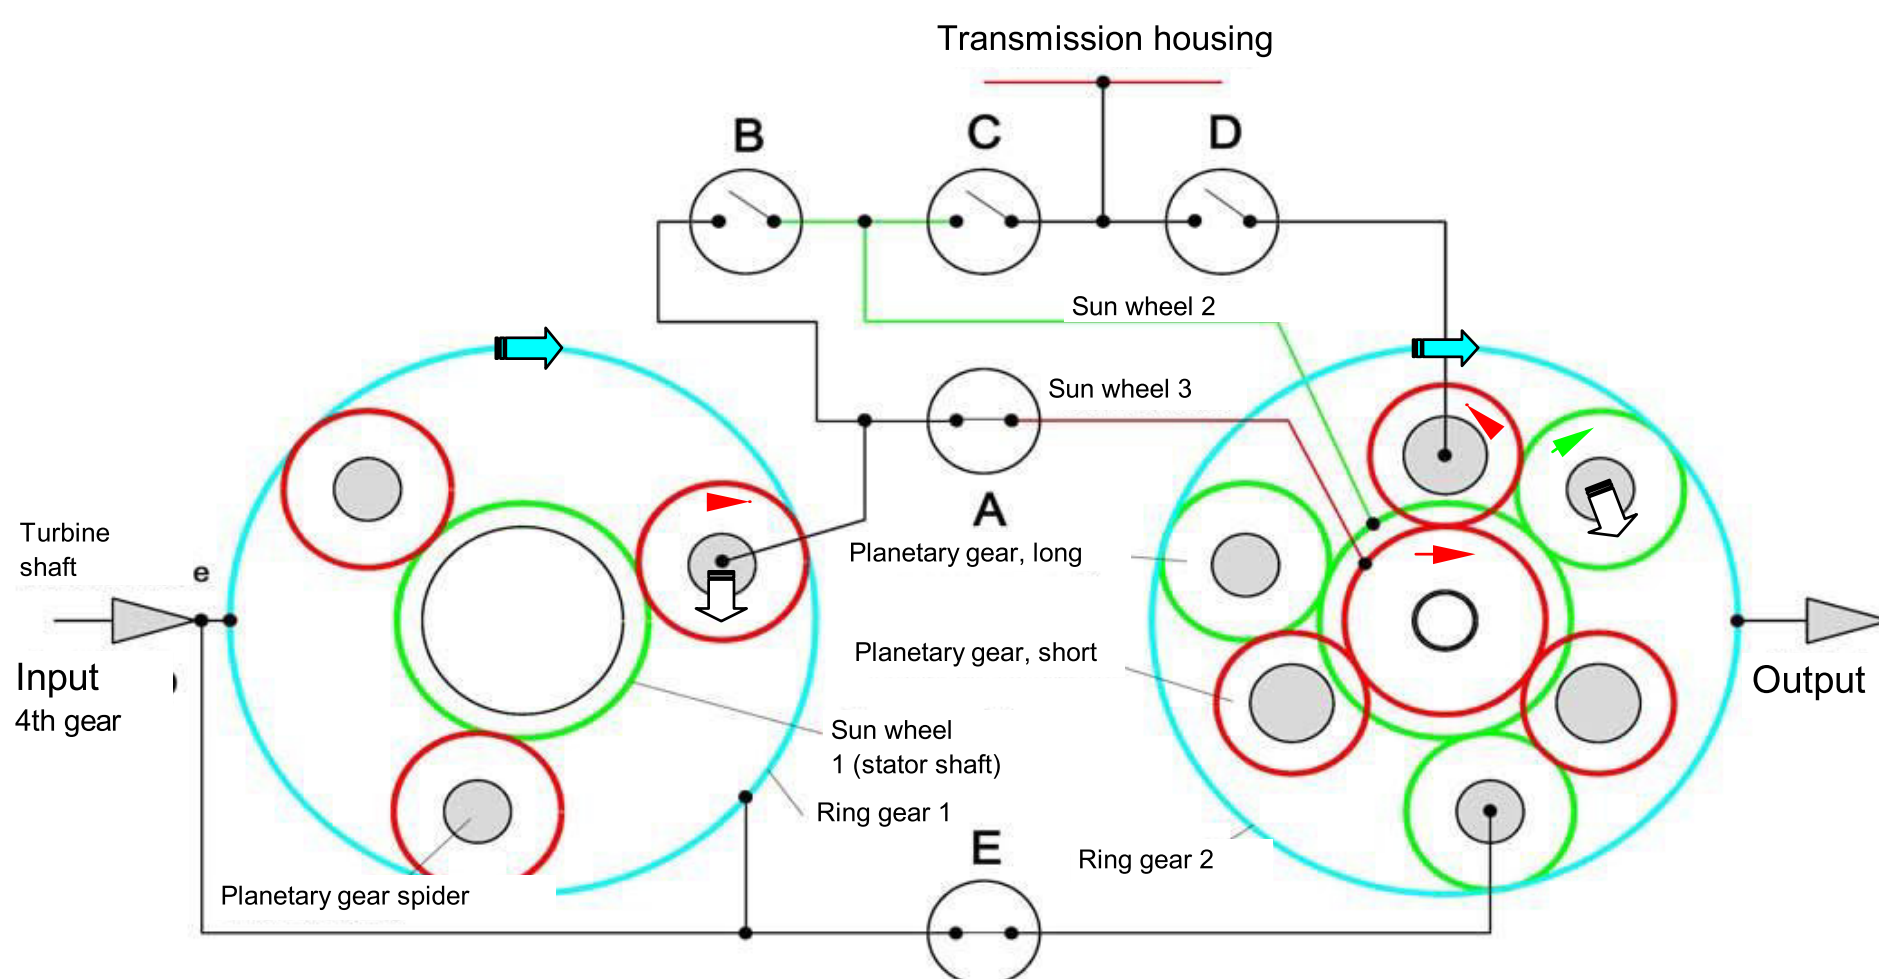 Transmission housing
B
C
D
Sun wheel 2
Sun wheel 3
A
Turbine
shaft
e
Planetary gear, long
Planetary gear, short
Input
4th gear
Output
Sun wheel
1 (stator shaft)
Ring gear 1
E
Ring gear 2
Planetary gear spider